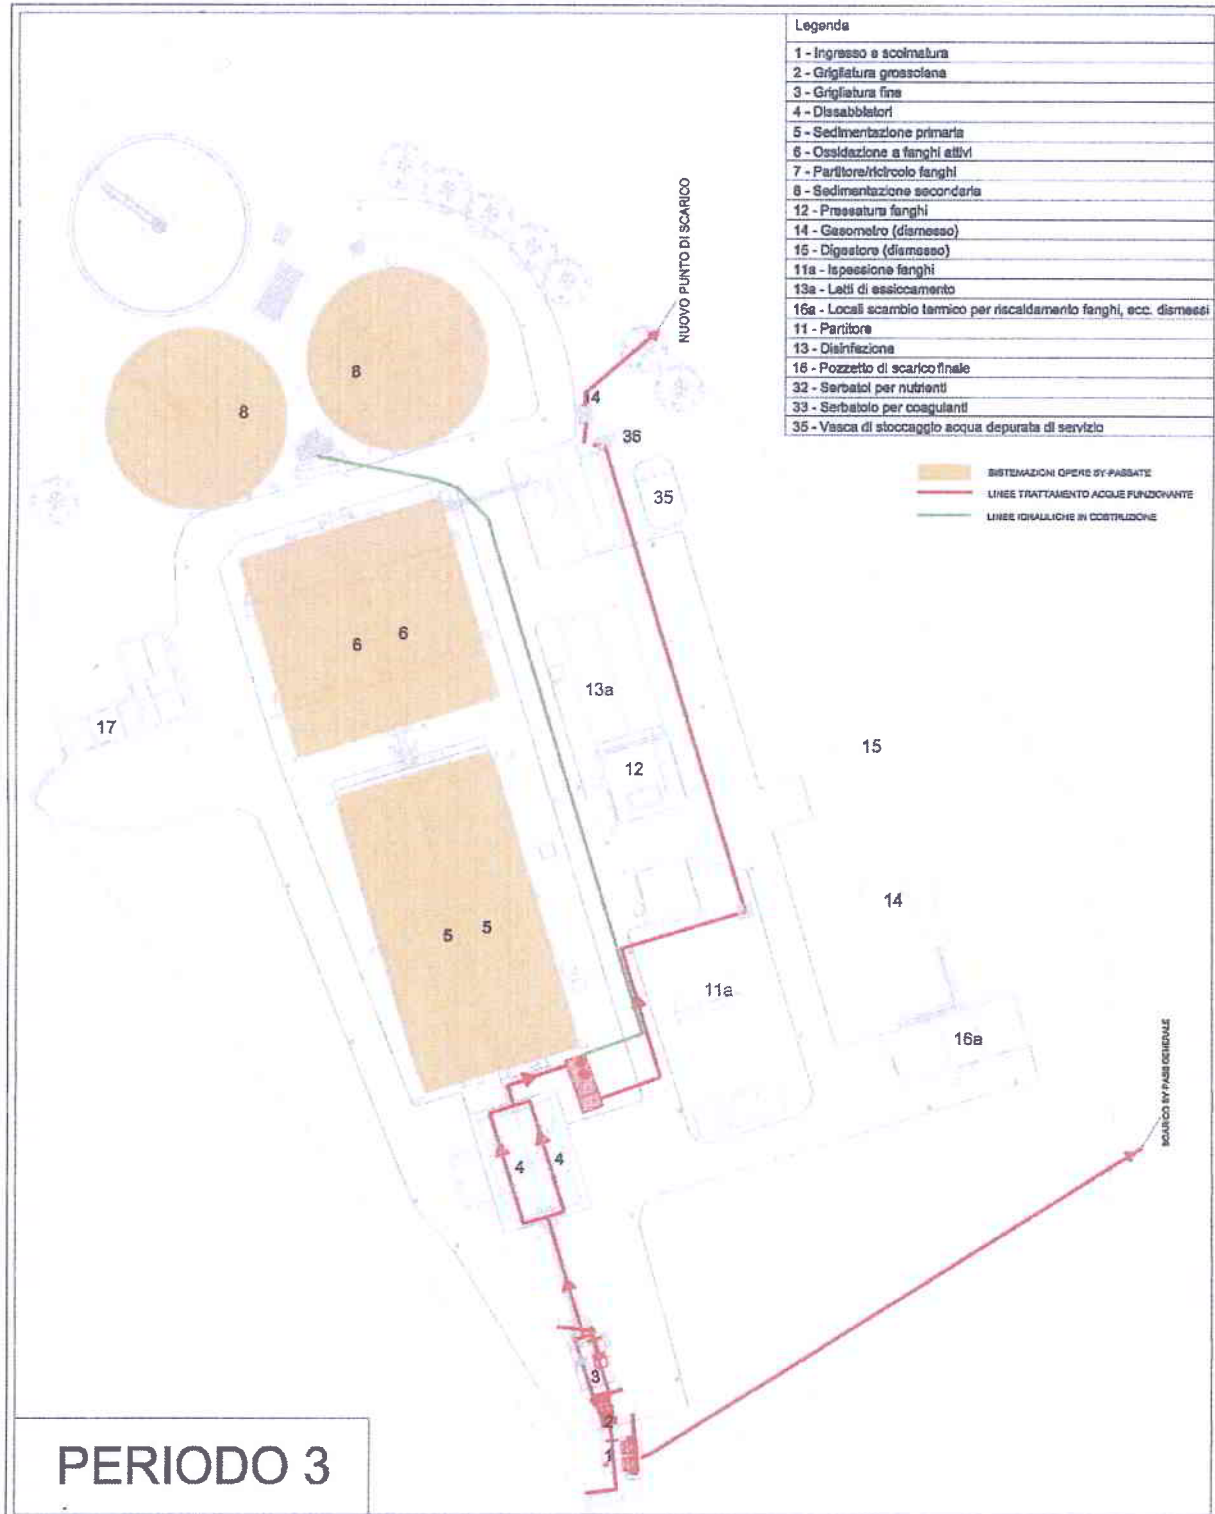 Legenda
1 - Ingresso e scolmatura
2 - Grigliatura grossolana
3 - Grigliatura fine
4 - Dissabbiatori
5 - Sedimentazione primaria
6 - Ossidazione a fanghi attivi
7 - Partitore/ricircolo fanghi
8 - Sedimentazione secondaria
12 - Pressatura fanghi
14 - Gasometro (dismesso)
15 - Digestore (dismesso)
11a - Ispessione fanghi
13a - Letti di essiccamento
16a - Locali scambio termico per riscaldamento fanghi, ecc. dismessi
11 - Partitore
13 - Disinfezione
16 - Pozzetto di scarico finale
32 - Serbatoi per nutrienti
33 - Serbatoio per coagulanti
35 - Vasca di stoccaggio acqua depurata di servizio
SISTEMAZIONI OPERE BY-PASSATE
LINEE TRATTAMENTO ACQUE FUNZIONANTE
LINEE IDRAULICHE IN COSTRUZIONE
NUOVO PUNTO DI SCARICO
8
8
14
36
35
6
6
13a
17
12
15
14
5
5
11a
16a
SCARICO BY-PASS GENERALE
4
4
3
2
1
PERIODO 3